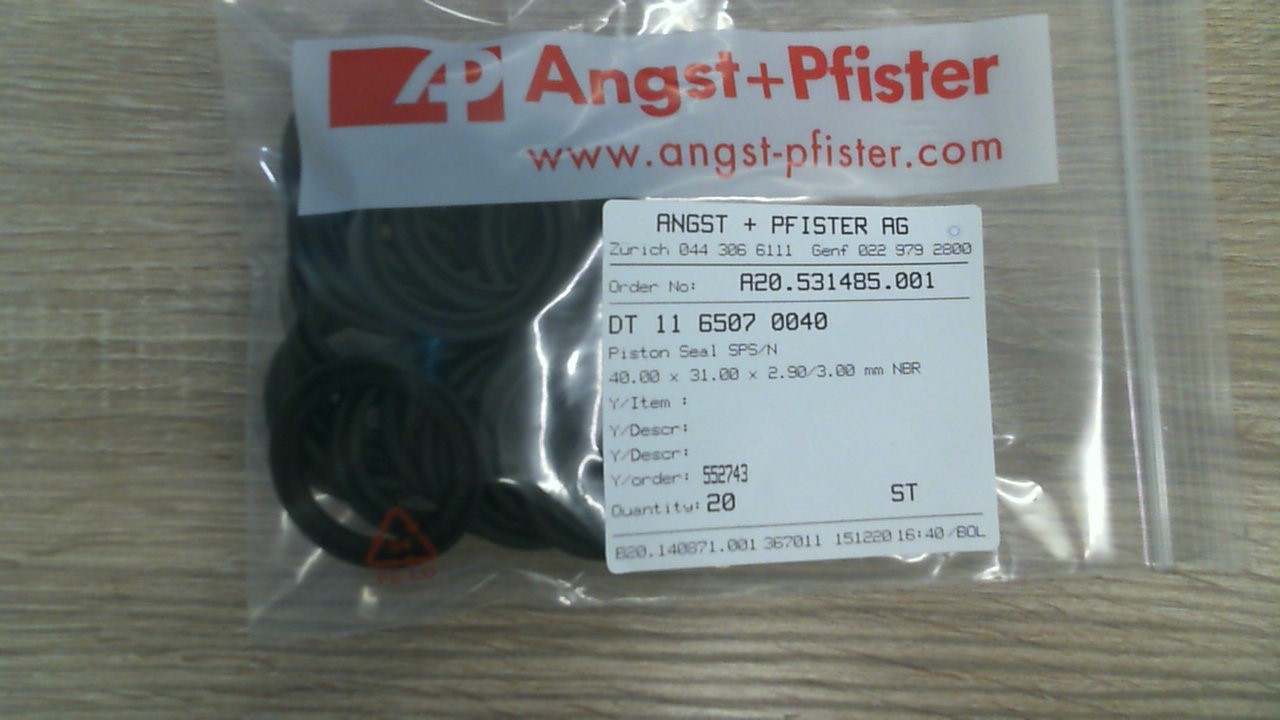 AP Angst+Pfister
www.angst-pfister.com
ANGST + PFISTER AG
Zürich 044 306 6111 Genf 022 979 2800
Order No: A20.531485.001
DT 11 6507 0040
Piston Seal SPS/N
40.00 x 31.00 x 2.90/3.00 mm NBR
Y/Item :
Y/Descr:
Y/Descr:
Y/order: 552743
Quantity: 20 ST
B20.140871.001 367011 151220 16:40 /BOL